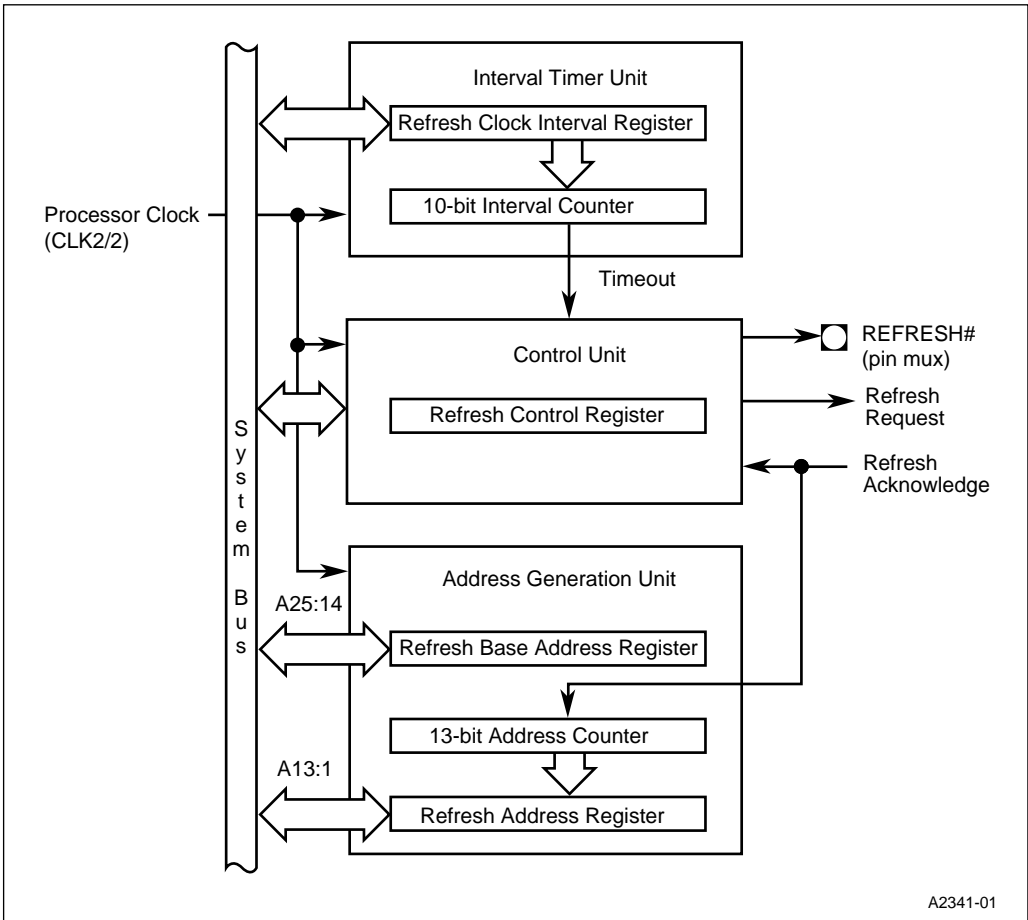 Interval Timer Unit
Refresh Clock Interval Register
10-bit Interval Counter
Processor Clock
(CLK2/2)
Timeout
Control Unit
Refresh Control Register
REFRESH#
(pin mux)
Refresh
Request
Refresh
Acknowledge
System Bus
Address Generation Unit
A25:14
Refresh Base Address Register
13-bit Address Counter
A13:1
Refresh Address Register
A2341-01